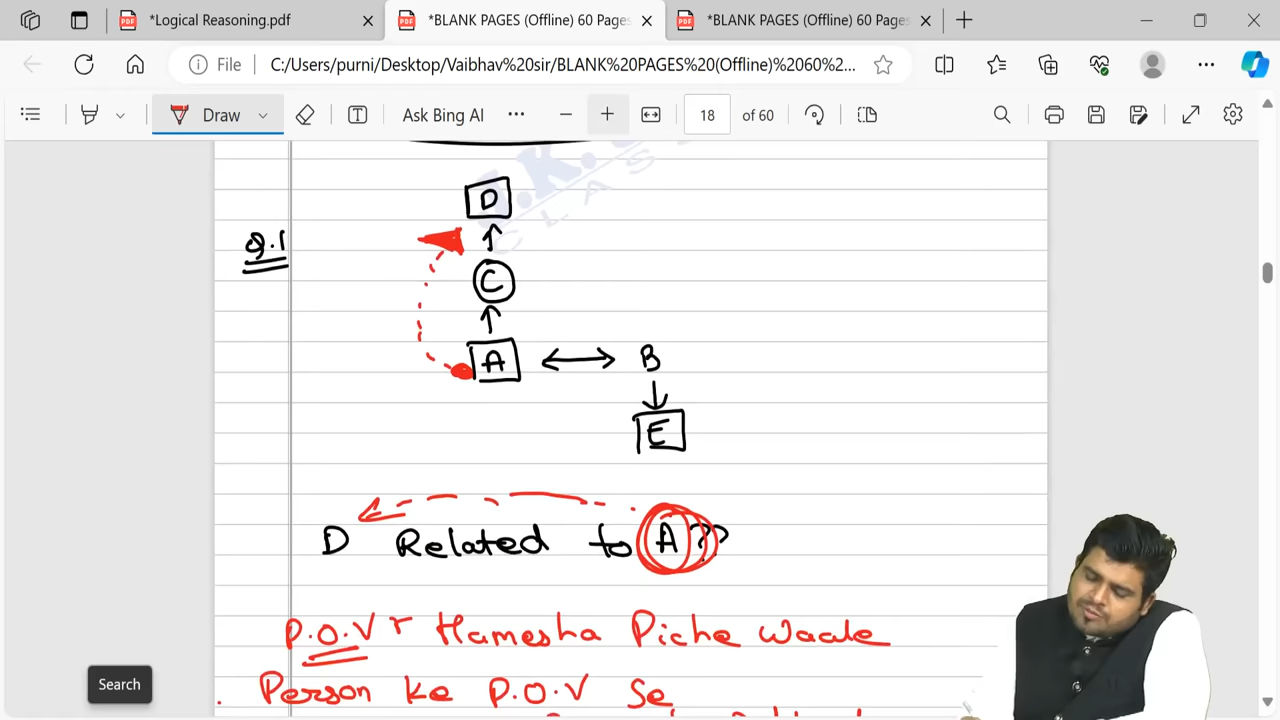 *Logical Reasoning.pdf
*BLANK PAGES (Offline) 60 Pages
*BLANK PAGES (Offline) 60 Pages
File
C:/Users/purni/Desktop/Vaibhav%20sir/BLANK%20PAGES%20(Offline)%2060%2...
Draw
Ask Bing AI
18 of 60
D
Q.1
C
A
B
E
D Related to A ??
P.O.V r Hamesha Piche waale
Person ke P.O.V Se
Search